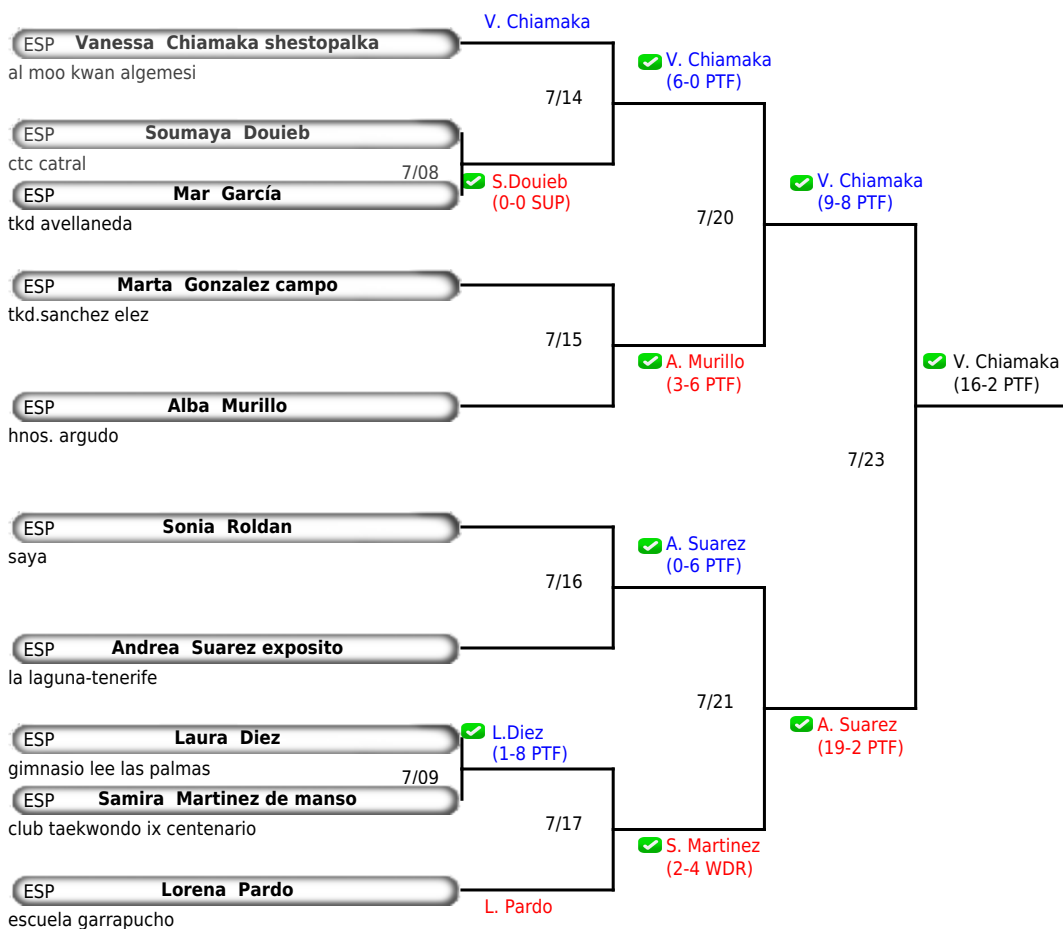 V. Chiamaka
ESP Vanessa Chiamaka shestopalka
al moo kwan algemesi
V. Chiamaka
(6-0 PTF)
7/14
ESP Soumaya Douieb
ctc catral
7/08
ESP Mar García
tkd avellaneda
S.Douieb
(0-0 SUP)
V. Chiamaka
(9-8 PTF)
7/20
ESP Marta Gonzalez campo
tkd.sanchez elez
7/15
A. Murillo
(3-6 PTF)
V. Chiamaka
(16-2 PTF)
ESP Alba Murillo
hnos. argudo
7/23
ESP Sonia Roldan
saya
A. Suarez
(0-6 PTF)
7/16
ESP Andrea Suarez exposito
la laguna-tenerife
7/21
ESP Laura Diez
gimnasio lee las palmas
L.Diez
(1-8 PTF)
A. Suarez
(19-2 PTF)
7/09
ESP Samira Martinez de manso
club taekwondo ix centenario
7/17
S. Martinez
(2-4 WDR)
ESP Lorena Pardo
escuela garrapucho
L. Pardo